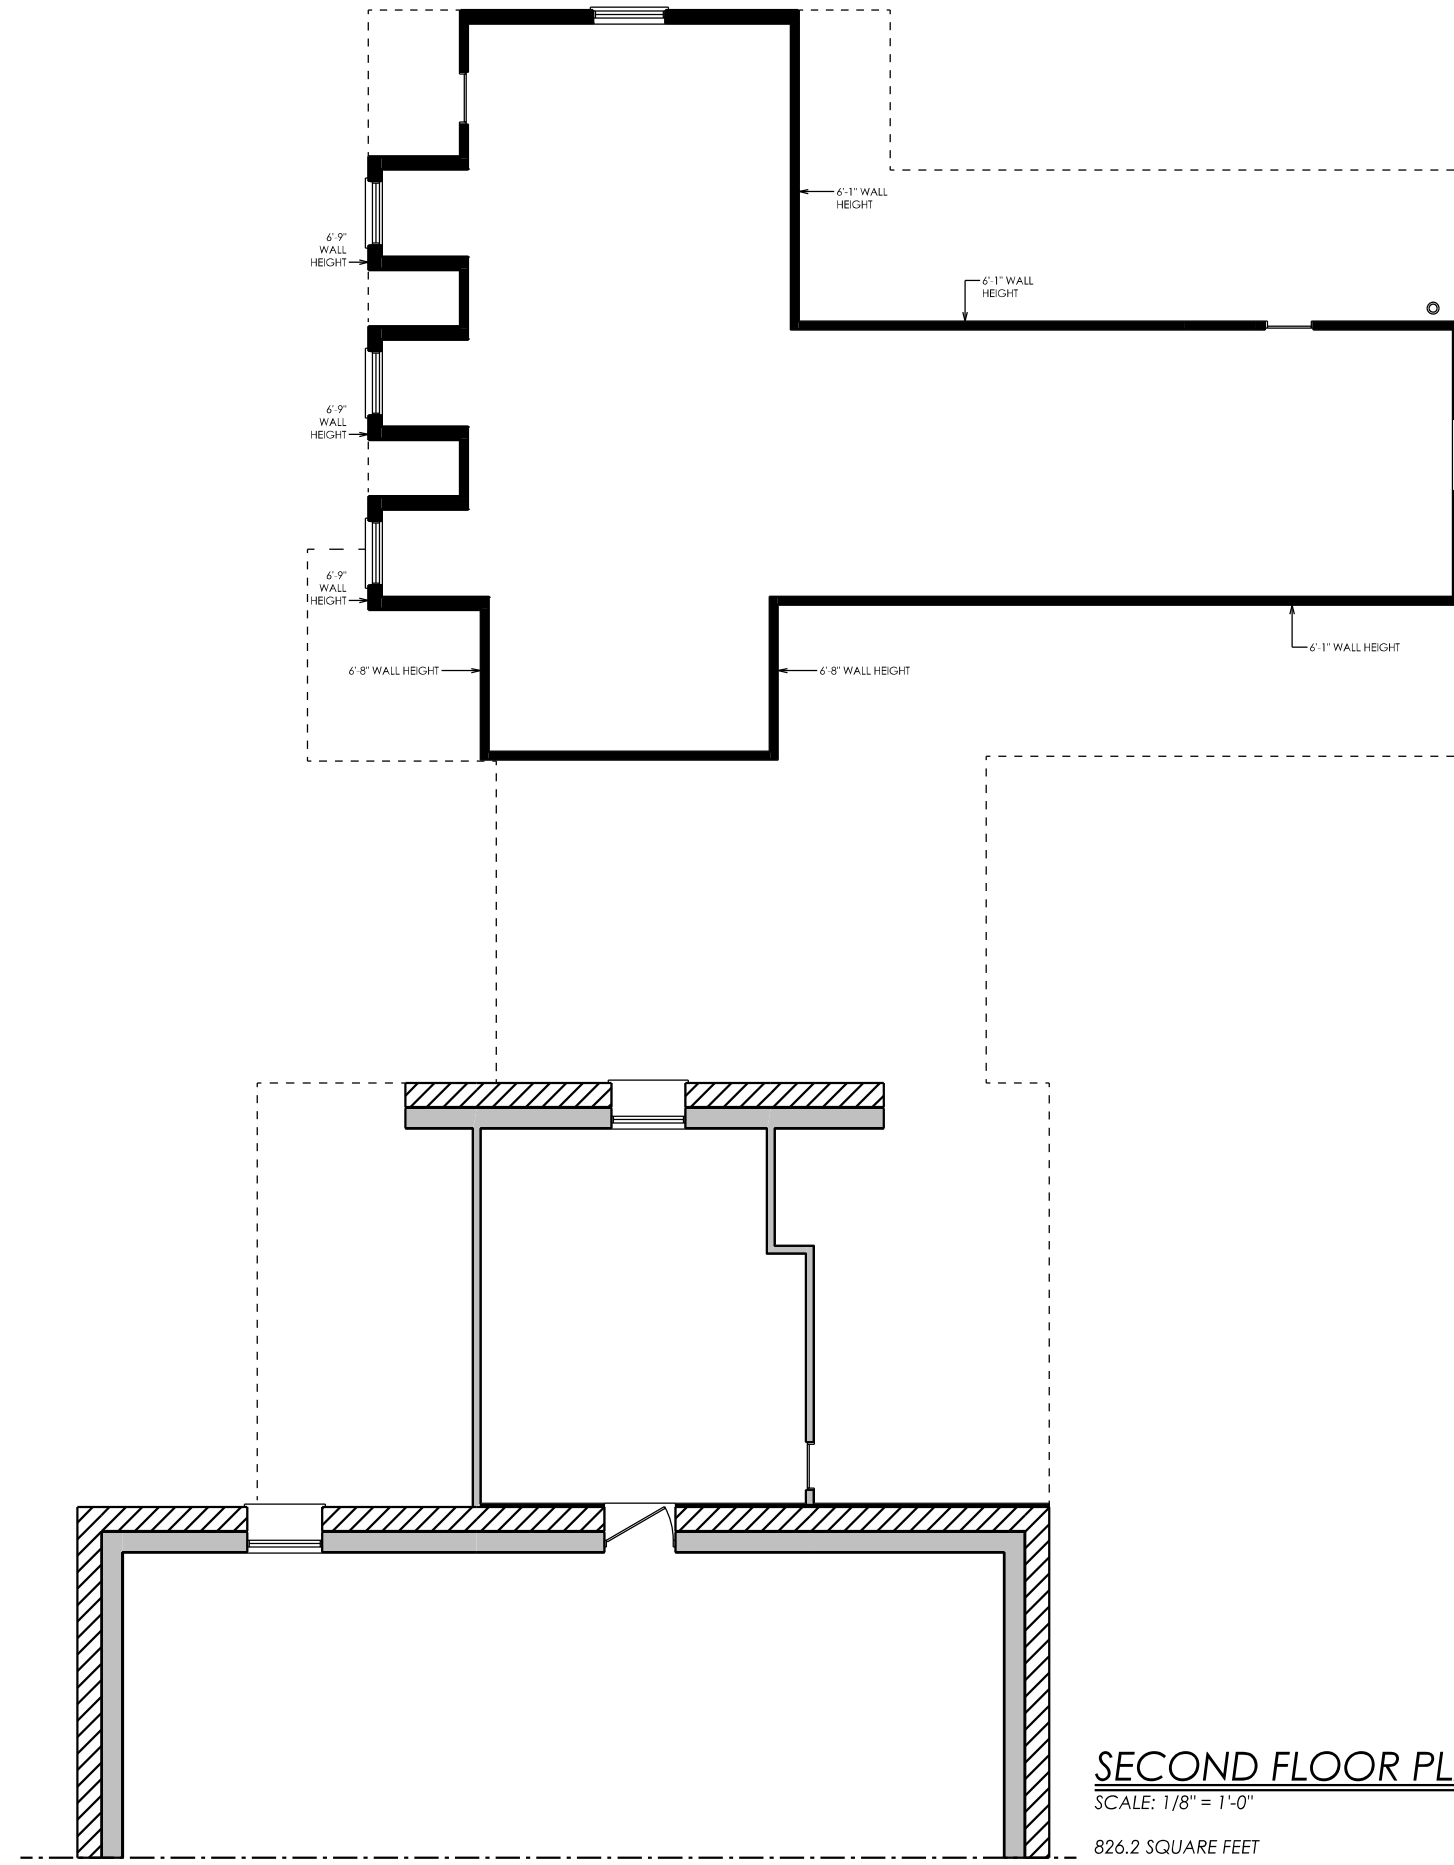 6'-1" WALL
HEIGHT
6'-9"
WALL
HEIGHT
6'-1" WALL
HEIGHT
6'-9"
WALL
HEIGHT
6'-9"
WALL
HEIGHT
6'-8" WALL HEIGHT
6'-8" WALL HEIGHT
6'-1" WALL HEIGHT
SECOND FLOOR PL
SCALE: 1/8" = 1'-0"
826.2 SQUARE FEET